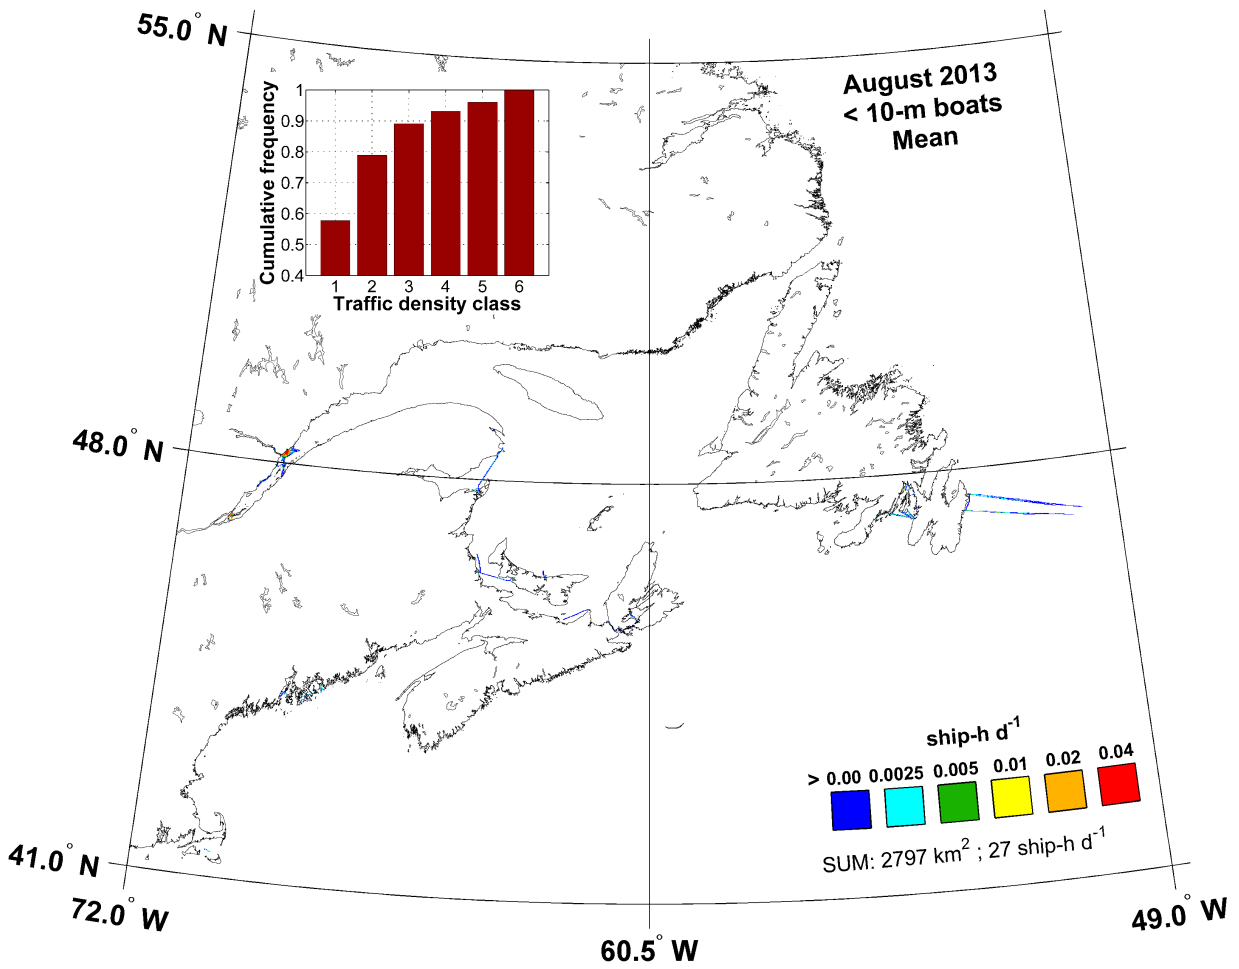 55.0° N
August 2013
< 10-m boats
Mean
Cumulative frequency
1
0.9
0.8
0.7
0.6
0.5
0.4
1 2 3 4 5 6
Traffic density class
48.0° N
ship-h d⁻¹
> 0.00 0.0025 0.005 0.01 0.02 0.04
SUM: 2797 km² ; 27 ship-h d⁻¹
41.0° N
72.0° W
60.5° W
49.0° W